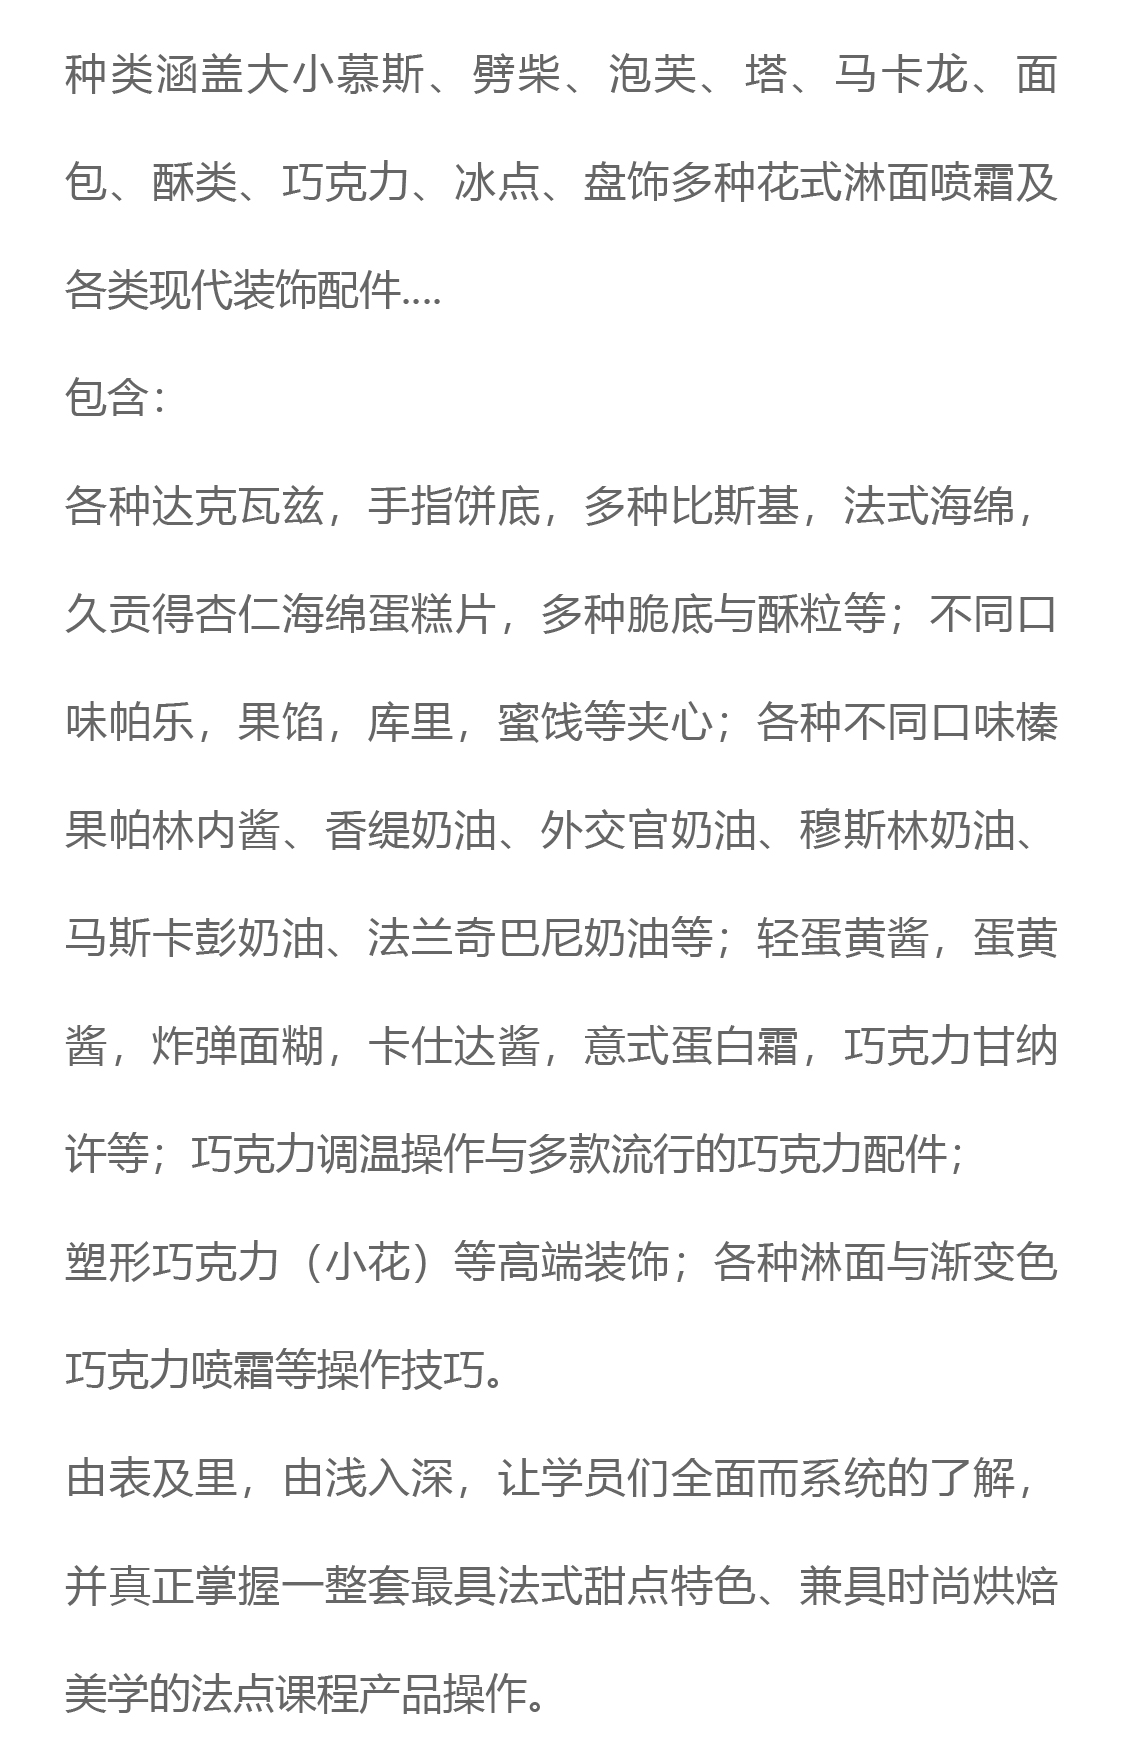 种类涵盖大小慕斯、劈柴、泡芙、塔、马卡龙、面
包、酥类、巧克力、冰点、盘饰多种花式淋面喷霜及
各类现代装饰配件....
包含：
各种达克瓦兹，手指饼底，多种比斯基，法式海绵，
久贡得杏仁海绵蛋糕片，多种脆底与酥粒等；不同口
味帕乐，果馅，库里，蜜饯等夹心；各种不同口味榛
果帕林内酱、香缇奶油、外交官奶油、穆斯林奶油、
马斯卡彭奶油、法兰奇巴尼奶油等；轻蛋黄酱，蛋黄
酱，炸弹面糊，卡仕达酱，意式蛋白霜，巧克力甘纳
许等；巧克力调温操作与多款流行的巧克力配件；
塑形巧克力（小花）等高端装饰；各种淋面与渐变色
巧克力喷霜等操作技巧。
由表及里，由浅入深，让学员们全面而系统的了解，
并真正掌握一整套最具法式甜点特色、兼具时尚烘焙
美学的法点课程产品操作。